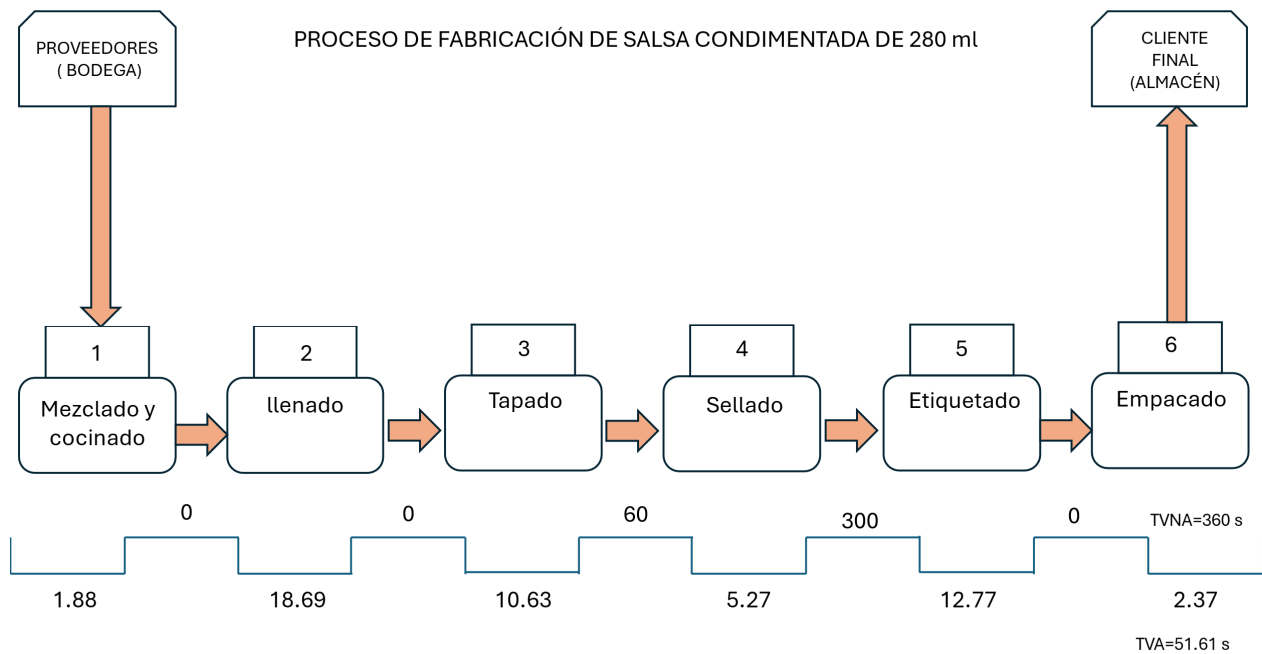 PROVEEDORES
( BODEGA)
PROCESO DE FABRICACIÓN DE SALSA CONDIMENTADA DE 280 ml
CLIENTE
FINAL
(ALMACÉN)
1
2
3
4
5
6
Mezclado y
cocinado
llenado
Tapado
Sellado
Etiquetado
Empacado
0
0
60
300
0
TVNA=360 s
1.88
18.69
10.63
5.27
12.77
2.37
TVA=51.61 s